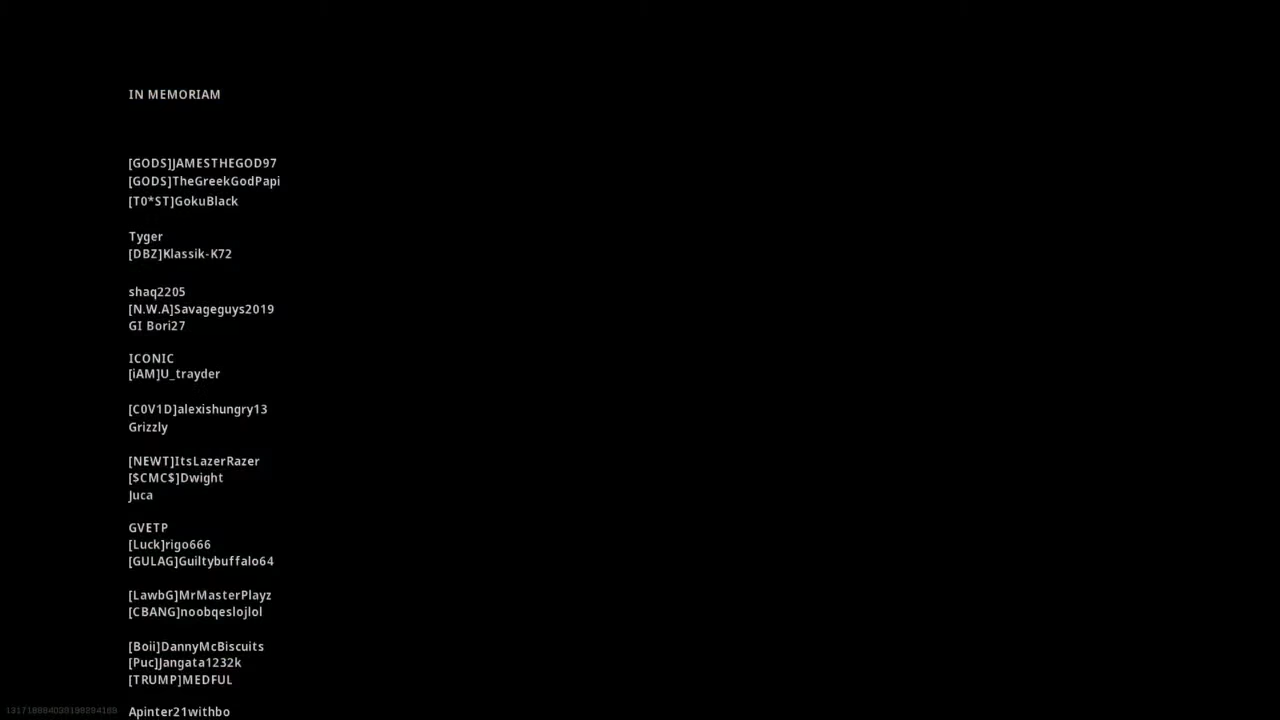 IN MEMORIAM
[GODS]JAMESTHEGOD97
[GODS]TheGreekGodPapi
[T0*ST]GokuBlack
Tyger
[DBZ]Klassik-K72
shaq2205
[N.W.A]Savageguys2019
GI Bori27
ICONIC
[iAM]U_trayder
[C0V1D]alexishungry13
Grizzly
[NEWT]ItsLazerRazer
[$CMC$]Dwight
Juca
GVETP
[Luck]rigo666
[GULAG]Guiltybuffalo64
[LawbG]MrMasterPlayz
[CBANG]noobqeslojlol
[Boii]DannyMcBiscuits
[Puc]Jangata1232k
[TRUMP]MEDFUL
Apinter21withbo